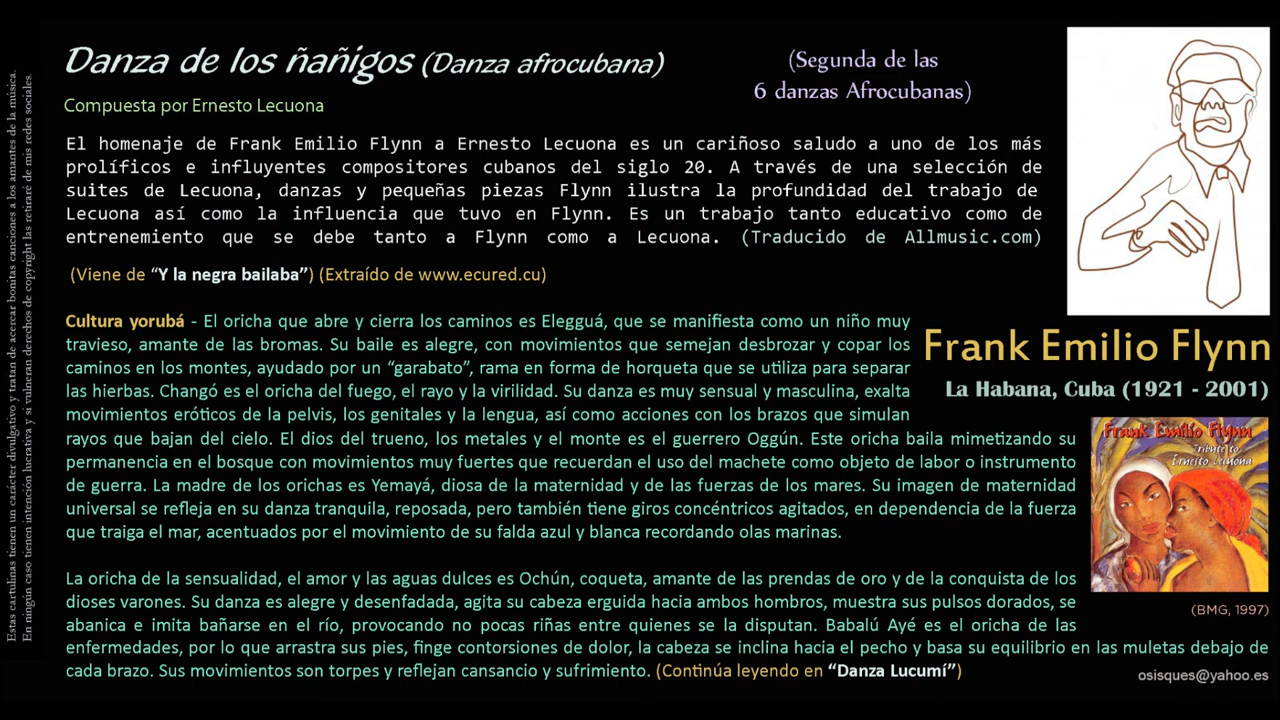 Danza de los ñañigos (Danza afrocubana)
(Segunda de las
6 danzas Afrocubanas)
Compuesta por Ernesto Lecuona
El homenaje de Frank Emilio Flynn a Ernesto Lecuona es un cariñoso saludo a uno de los más
prolíficos e influyentes compositores cubanos del siglo 20. A través de una selección de
suites de Lecuona, danzas y pequeñas piezas Flynn ilustra la profundidad del trabajo de
Lecuona así como la influencia que tuvo en Flynn. Es un trabajo tanto educativo como de
entrenemiento que se debe tanto a Flynn como a Lecuona. (Traducido de Allmusic.com)
(Viene de “Y la negra bailaba”) (Extraído de www.ecured.cu)
Cultura yorubá - El oricha que abre y cierra los caminos es Eleggúa, que se manifiesta como un niño muy
travieso, amante de las bromas. Su baile es alegre, con movimientos que semejan desbrozar y copar los
caminos en los montes, ayudado por un “garabato”, rama en forma de horqueta que se utiliza para separar
las hierbas. Changó es el oricha del fuego, el rayo y la virilidad. Su danza es muy sensual y masculina, exalta
movimientos eróticos de la pelvis, los genitales y la lengua, así como acciones con los brazos que simulan
rayos que bajan del cielo. El dios del trueno, los metales y el monte es el guerrero Oggún. Este oricha baila mimetizando su
permanencia en el bosque con movimientos muy fuertes que recuerdan el uso del machete como objeto de labor o instrumento
de guerra. La madre de los orichas es Yemayá, diosa de la maternidad y de las fuerzas de los mares. Su imagen de maternidad
universal se refleja en su danza tranquila, reposada, pero también tiene giros concéntricos agitados, en dependencia de la fuerza
que traiga el mar, acentuados por el movimiento de su falda azul y blanca recordando olas marinas.
La oricha de la sensualidad, el amor y las aguas dulces es Ochún, coqueta, amante de las prendas de oro y de la conquista de los
dioses varones. Su danza es alegre y desenfadada, agita su cabeza erguida hacia ambos hombros, muestra sus pulsos dorados, se
abanica e imita bañarse en el río, provocando no pocas riñas entre quienes se la disputan. Babalú Ayé es el oricha de las
enfermedades, por lo que arrastra sus pies, finge contorsiones de dolor, la cabeza se inclina hacia el pecho y basa su equilibrio en las muletas debajo de
cada brazo. Sus movimientos son torpes y reflejan cansancio y sufrimiento. (Continúa leyendo en “Danza Lucumí”)
Frank Emilio Flynn
La Habana, Cuba (1921 - 2001)
Frank Emilio Flynn
Tribute to
Ernesto Lecuona
(BMG, 1997)
osisques@yahoo.es
Estas cartulinas tienen un carácter divulgativo y tratan de acercar bonitas canciones a los amantes de la música.
En ningún caso tienen intención lucrativa y si vulneran derechos de copyright las retiraré de mis redes sociales.